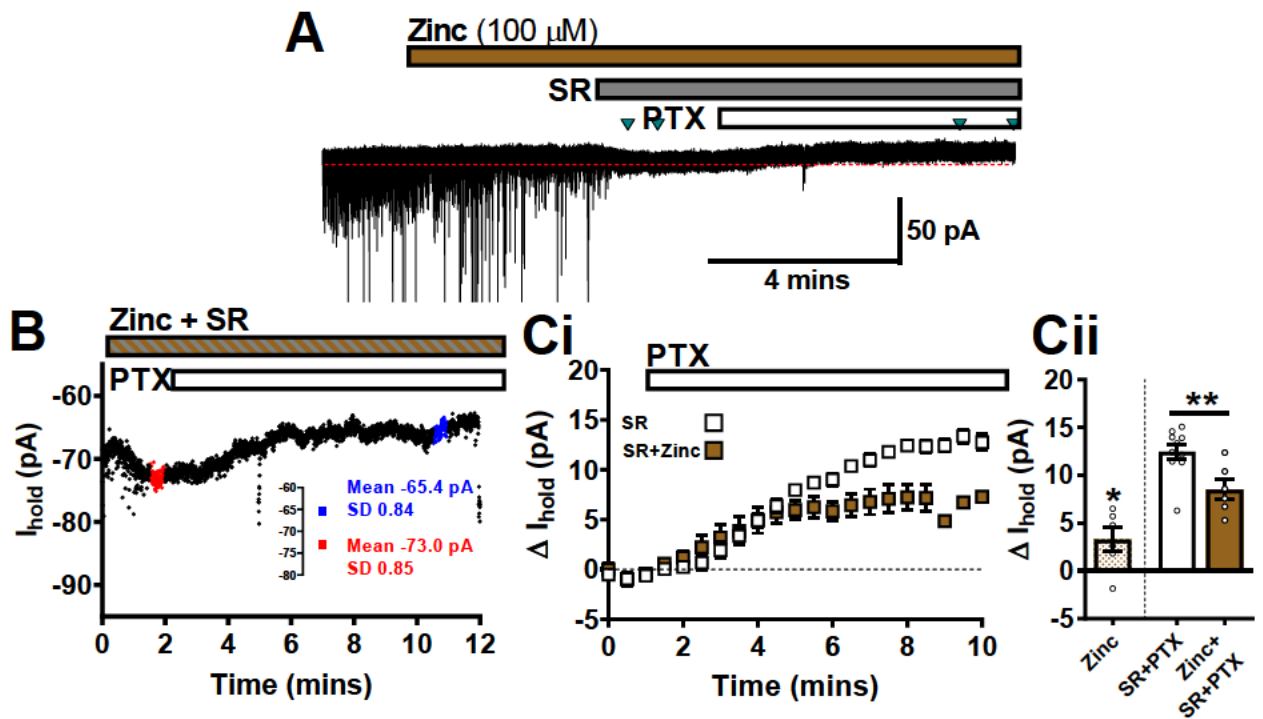 A
Zinc (100 µM)
SR
PTX
50 pA
4 mins
B
Zinc + SR
PTX
-60
-70
-80
-90
I hold (pA)
-60
-65
-70
-75
-80
Mean -65.4 pA
SD 0.84
Mean -73.0 pA
SD 0.85
0 2 4 6 8 10 12
Time (mins)
Ci
PTX
20
15
10
5
0
-5
Δ I hold (pA)
SR
SR+Zinc
0 2 4 6 8 10
Time (mins)
Cii
20
15
10
5
0
-5
Δ I hold (pA)
*
**
Zinc
SR+PTX
Zinc+
SR+PTX